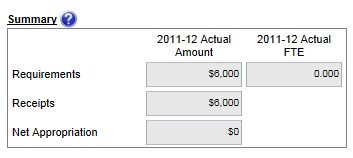 Summary ?
2011-12 Actual Amount 2011-12 Actual FTE
Requirements $6,000 0.000
Receipts $6,000
Net Appropriation $0